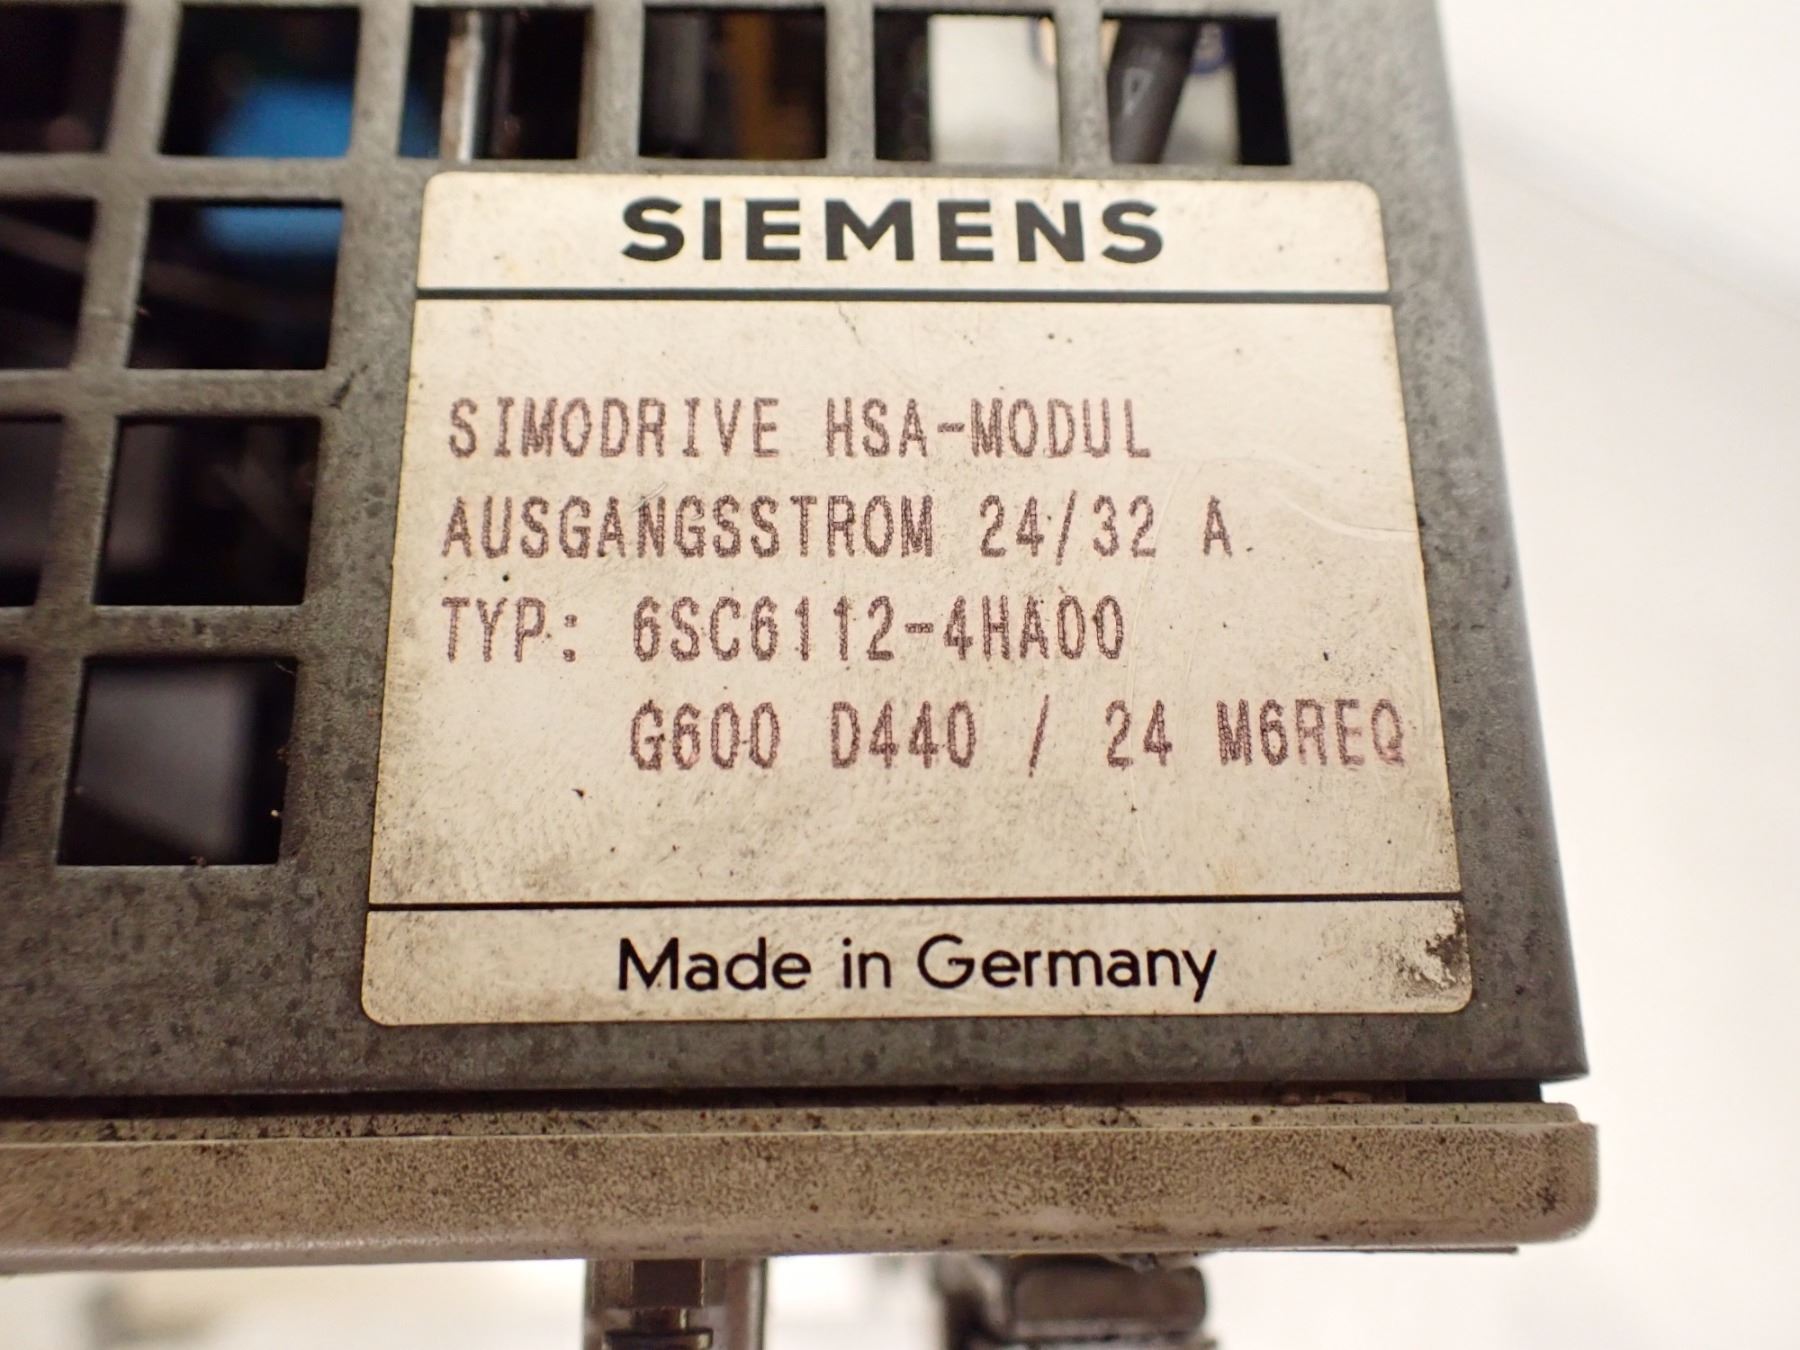 SIEMENS
SIMODRIVE HSA-MODUL
AUSGANGSSTROM 24/32 A
TYP: 6SC6112-4HA00
G600 D440 / 24 M6REQ
Made in Germany